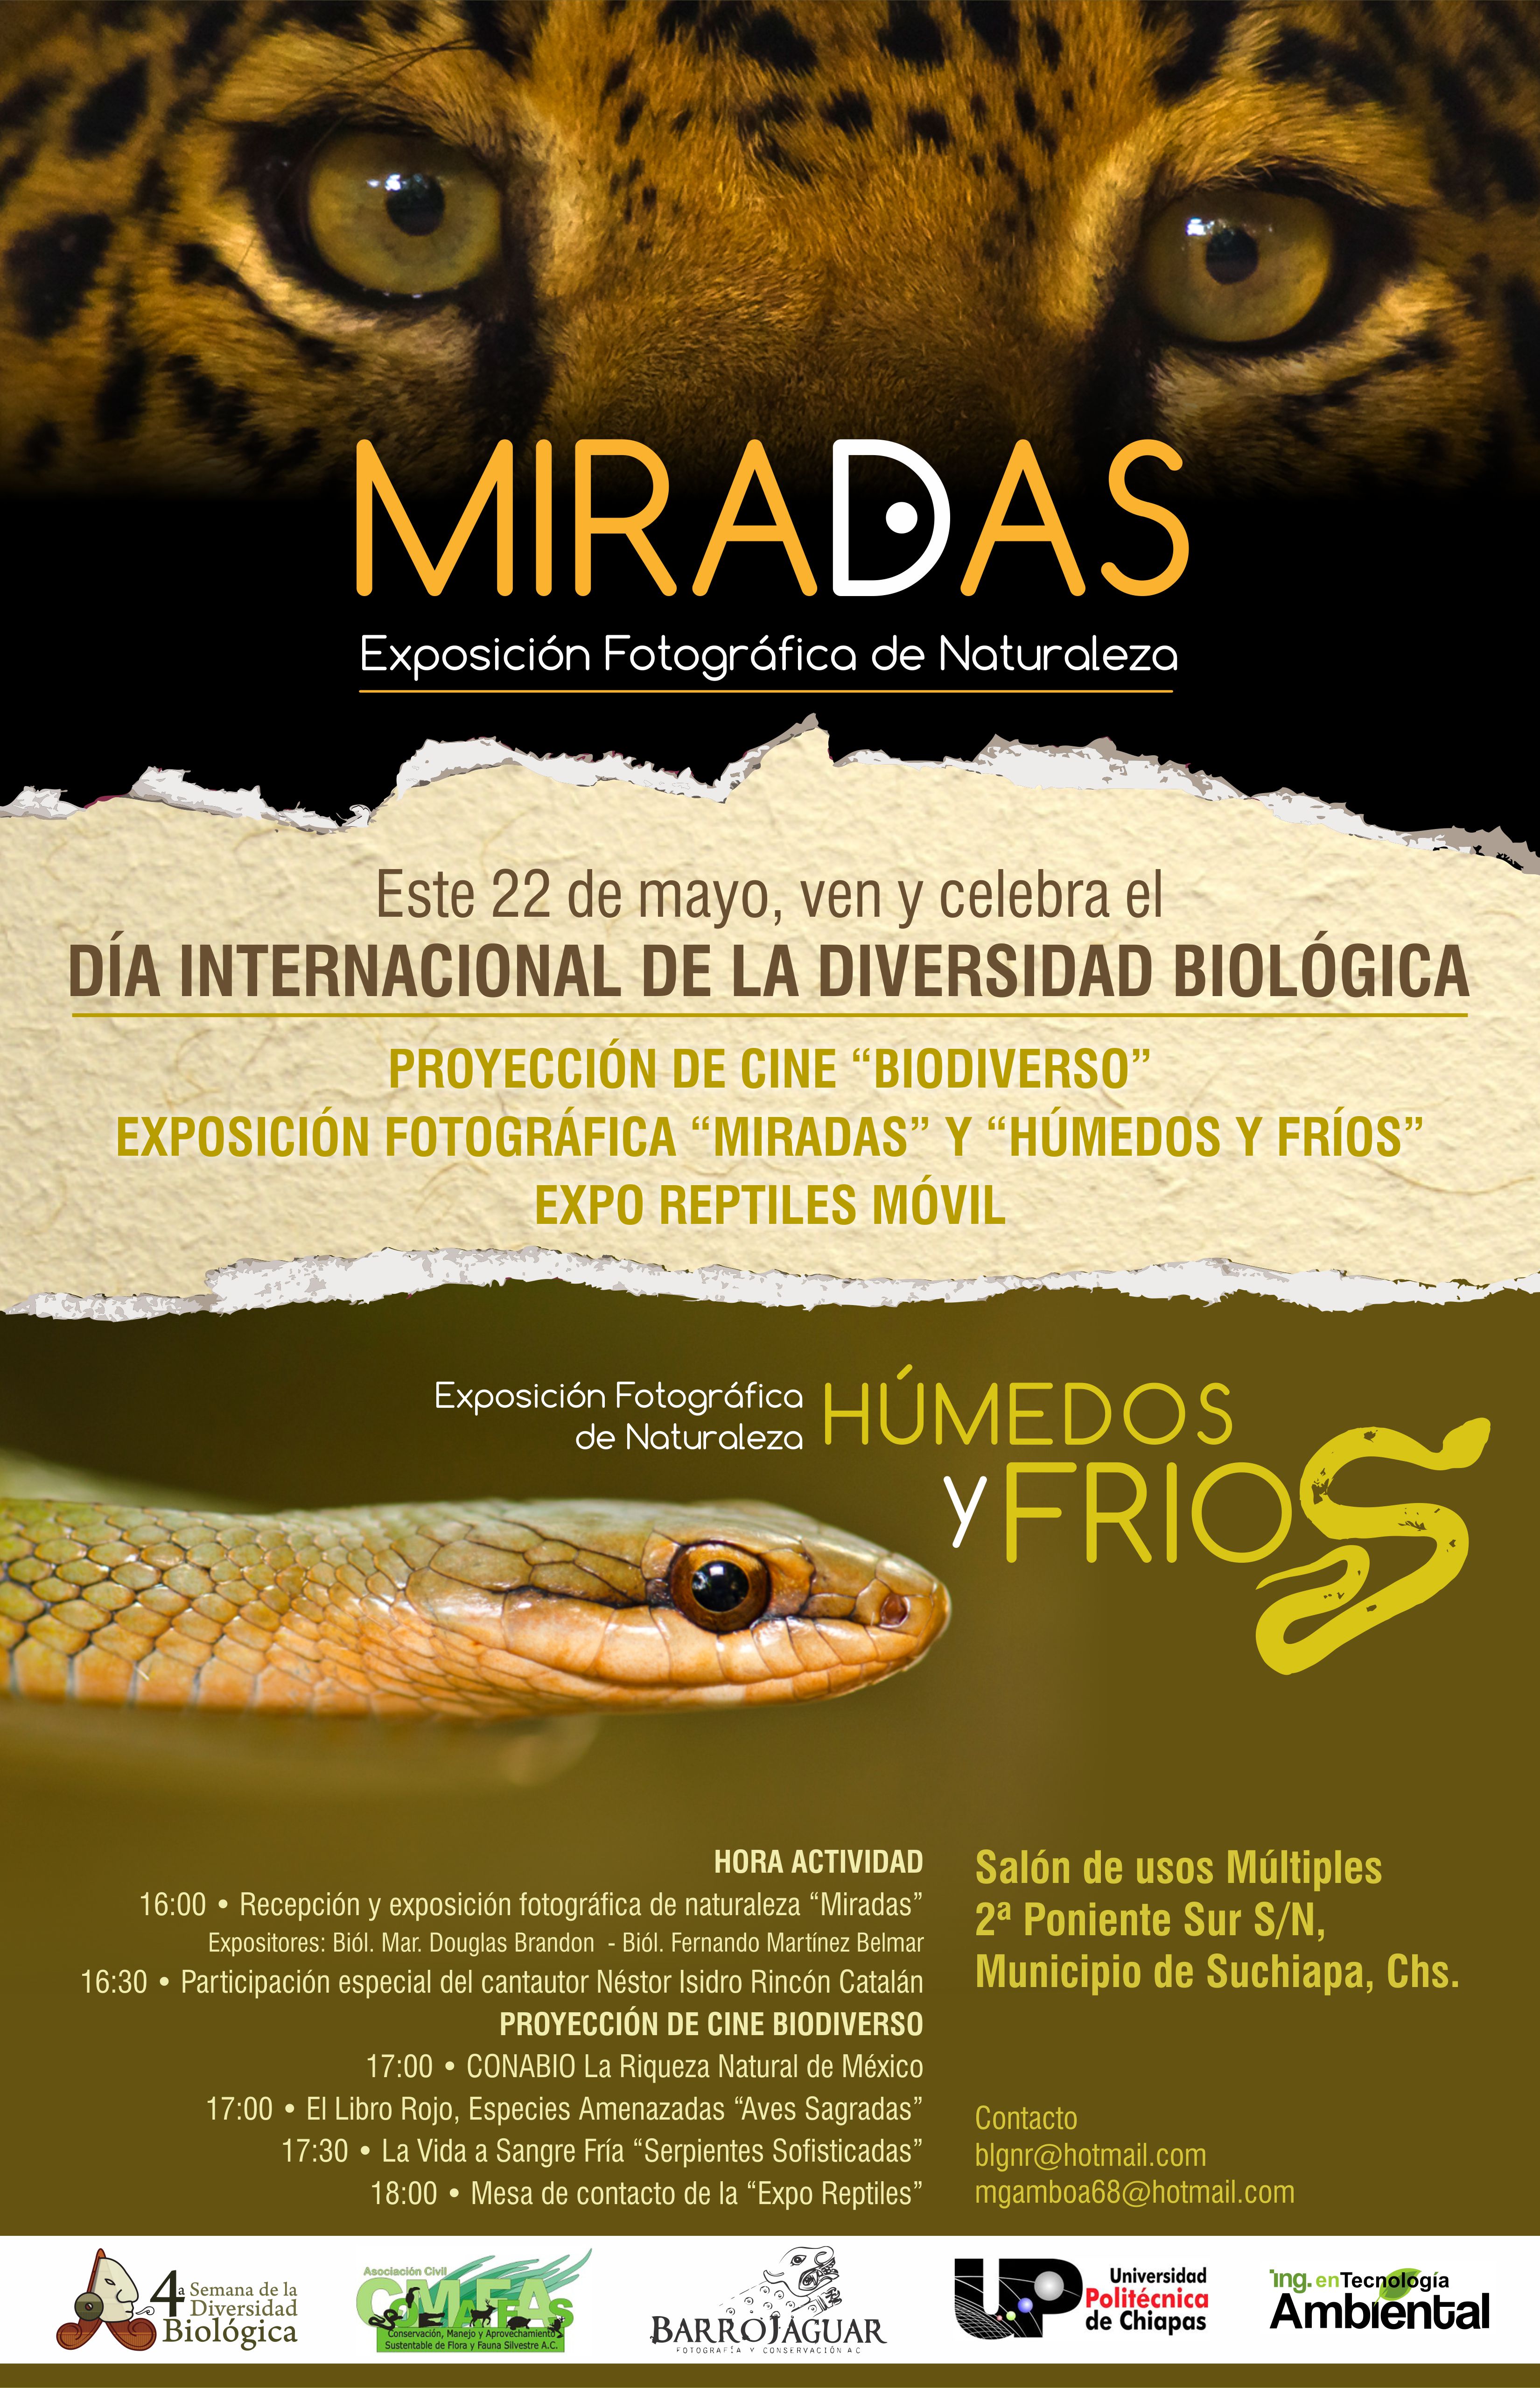 MIRADAS
Exposición Fotográfica de Naturaleza
Este 22 de mayo, ven y celebra el
DÍA INTERNACIONAL DE LA DIVERSIDAD BIOLÓGICA
PROYECCIÓN DE CINE “BIODIVERSO”
EXPOSICIÓN FOTOGRÁFICA “MIRADAS” Y “HÚMEDOS Y FRÍOS”
EXPO REPTILES MÓVIL
Exposición Fotográfica
de Naturaleza
HÚMEDOS
y FRIOS
HORA ACTIVIDAD
16:00 • Recepción y exposición fotográfica de naturaleza “Miradas”
Expositores: Biól. Mar. Douglas Brandon - Biól. Fernando Martínez Belmar
16:30 • Participación especial del cantautor Néstor Isidro Rincón Catalán
PROYECCIÓN DE CINE BIODIVERSO
17:00 • CONABIO La Riqueza Natural de México
17:00 • El Libro Rojo, Especies Amenazadas “Aves Sagradas”
17:30 • La Vida a Sangre Fría “Serpientes Sofisticadas”
18:00 • Mesa de contacto de la “Expo Reptiles”
Salón de usos Múltiples
2ª Poniente Sur S/N,
Municipio de Suchiapa, Chs.
Contacto
blgnr@hotmail.com
mgamboa68@hotmail.com
4a Semana de la
Diversidad
Biológica
Asociación Civil
COMAFFAS
Conservación, Manejo y Aprovechamiento
Sustentable de Flora y Fauna Silvestre A.C.
BARROJAGUAR
FOTOGRAFÍA Y CONSERVACIÓN AC
UP
Universidad
Politécnica
de Chiapas
ing. en Tecnología
Ambiental